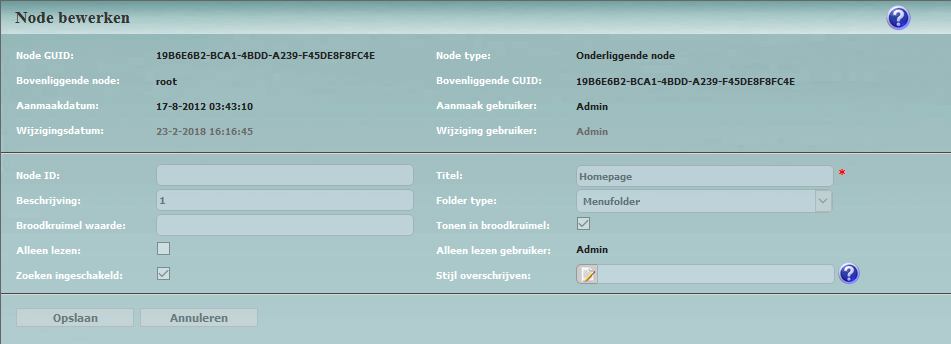 Node bewerken
Node GUID: 19B6E6B2-BCA1-4BDD-A239-F45DE8F8FC4E Node type: Onderliggende node
Bovenliggende node: root Bovenliggende GUID: 19B6E6B2-BCA1-4BDD-A239-F45DE8F8FC4E
Aanmaakdatum: 17-8-2012 03:43:10 Aanmaak gebruiker: Admin
Wijzigingsdatum: 23-2-2018 16:16:45 Wijziging gebruiker: Admin
Node ID: Titel: Homepage *
Beschrijving: 1 Folder type: Menufolder
Broodkruimel waarde: Tonen in broodkruimel:
Alleen lezen: Alleen lezen gebruiker: Admin
Zoeken ingeschakeld: Stijl overschrijven: ?
Opslaan Annuleren